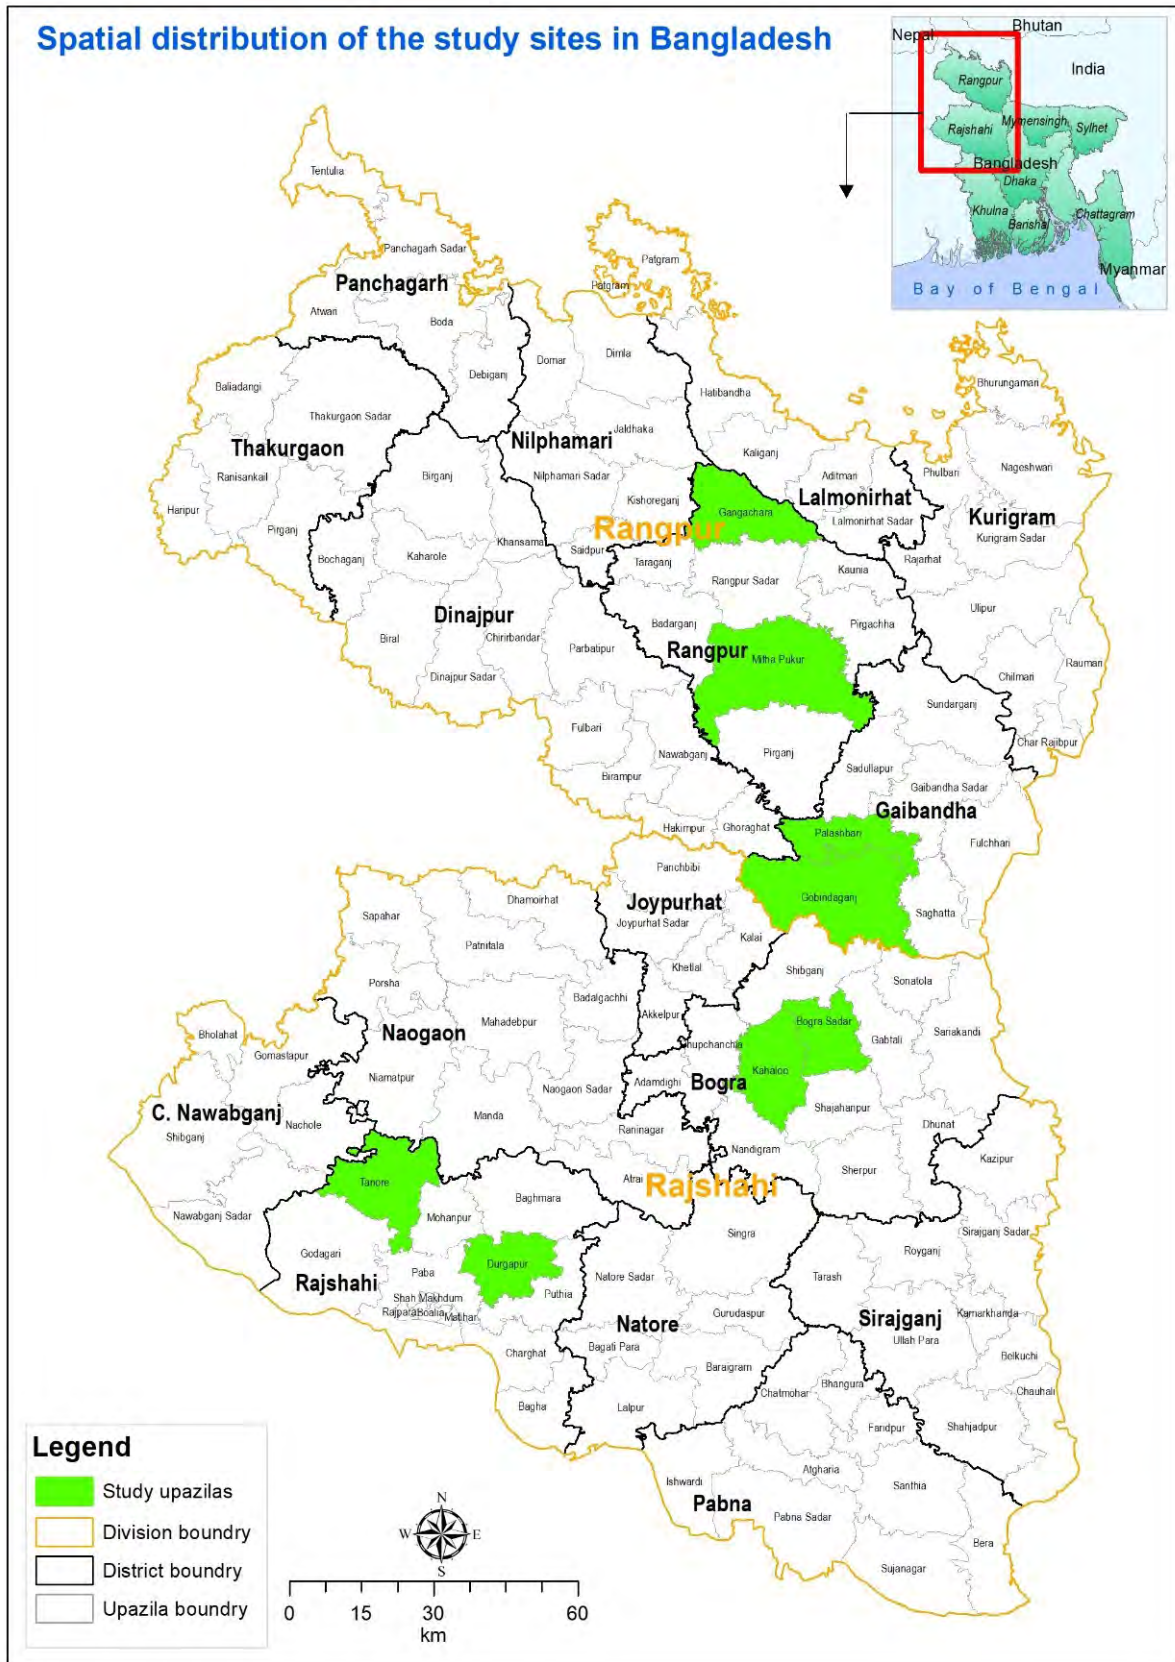 Spatial distribution of the study sites in Bangladesh
Nepal
Bhutan
India
Rangpur
Rajshahi
Mymensingh
Sylhet
Bangladesh
Dhaka
Khulna
Barishal
Chattagram
Myanmar
Bay of Bengal
Tentulia
Panchagarh Sadar
Panchagarh
Atwari
Boda
Debiganj
Patgram
Patgram
Domar
Dimla
Hatibandha
Bhurungamari
Baliadangi
Thakurgaon Sadar
Thakurgaon
Ranisankail
Haripur
Pirganj
Nilphamari
Jaldhaka
Nilphamari Sadar
Kishoreganj
Saidpur
Kaliganj
Aditmari
Lalmonirhat
Lalmonirhat Sadar
Phulbari
Nageshwari
Kurigram
Kurigram Sadar
Rajarhat
Ulipur
Chilmari
Raumari
Char Rajibpur
Birganj
Bochaganj
Kaharole
Khansama
Dinajpur
Biral
Chirirbandar
Dinajpur Sadar
Parbatipur
Fulbari
Nawabganj
Birampur
Hakimpur
Ghoraghat
Rangpur
Gangachara
Taraganj
Rangpur Sadar
Kaunia
Badarganj
Pirgachha
Rangpur
Mitha Pukur
Pirganj
Sundarganj
Sadullapur
Gaibandha Sadar
Gaibandha
Palashbari
Fulchhari
Gobindaganj
Saghatta
Panchbibi
Joypurhat
Joypurhat Sadar
Kalai
Khetlal
Akkelpur
Dhamoirhat
Sapahar
Patnitala
Porsha
Badalgachhi
Mahadebpur
Naogaon
Niamatpur
Naogaon Sadar
Manda
Raninagar
Atrai
Bholahat
Gomastapur
C. Nawabganj
Shibganj
Nachole
Nawabganj Sadar
Shibganj
Sonatola
Bogra Sadar
Gabtali
Sariakandi
Dhupchanchia
Kahaloo
Adamdighi
Bogra
Shajahanpur
Dhunat
Nandigram
Sherpur
Rajshahi
Kazipur
Tanore
Mohanpur
Baghmara
Godagari
Rajshahi
Paba
Durgapur
Puthia
Shah Makhdum
Rajpara
Boalia
Matihar
Charghat
Bagha
Singra
Natore Sadar
Gurudaspur
Natore
Bagati Para
Baraigram
Lalpur
Royganj
Sirajganj Sadar
Tarash
Sirajganj
Kamarkhanda
Ullah Para
Belkuchi
Chauhali
Shahjadpur
Chatmohar
Bhangura
Faridpur
Atgharia
Ishwardi
Pabna
Pabna Sadar
Santhia
Bera
Sujanagar
Legend
Study upazilas
Division boundry
District boundry
Upazila boundry
N
W
E
S
0 15 30 60
km